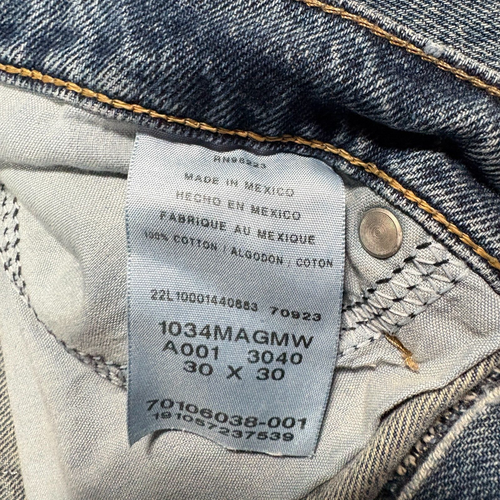 RN98223
MADE IN MEXICO
HECHO EN MEXICO
FABRIQUE AU MEXIQUE
100% COTTON / ALGODON / COTON
22L10001440883 70923
1034MAGMW
A001 3040
30 X 30
70106038-001
191057237539